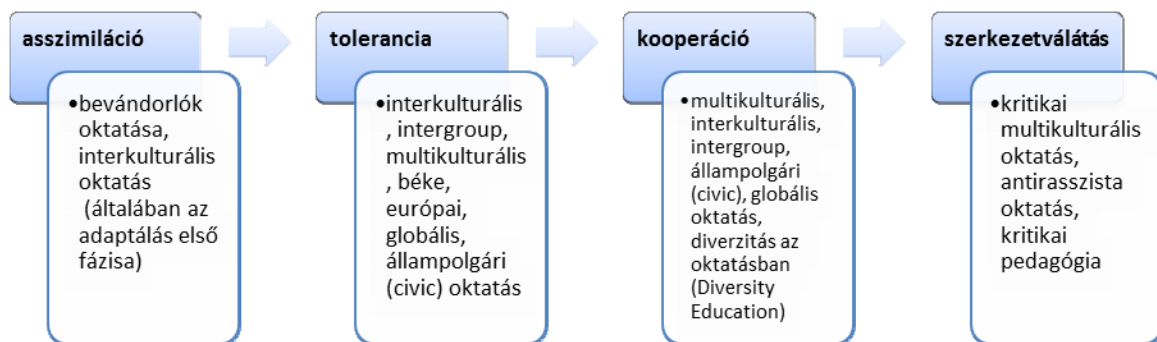 asszimiláció
•bevándorlók
oktatása,
interkulturális
oktatás
(általában az
adaptálás első
fázisa)
tolerancia
•interkulturális
, intergroup,
multikulturális
, béke,
európai,
globális,
állampolgári
(civic) oktatás
kooperáció
•multikulturális,
interkulturális,
intergroup,
állampolgári
(civic), globális
oktatás,
diverzitás az
oktatásban
(Diversity
Education)
szerkezetválátás
•kritikai
multikulturális
oktatás,
antirasszista
oktatás,
kritikai
pedagógia